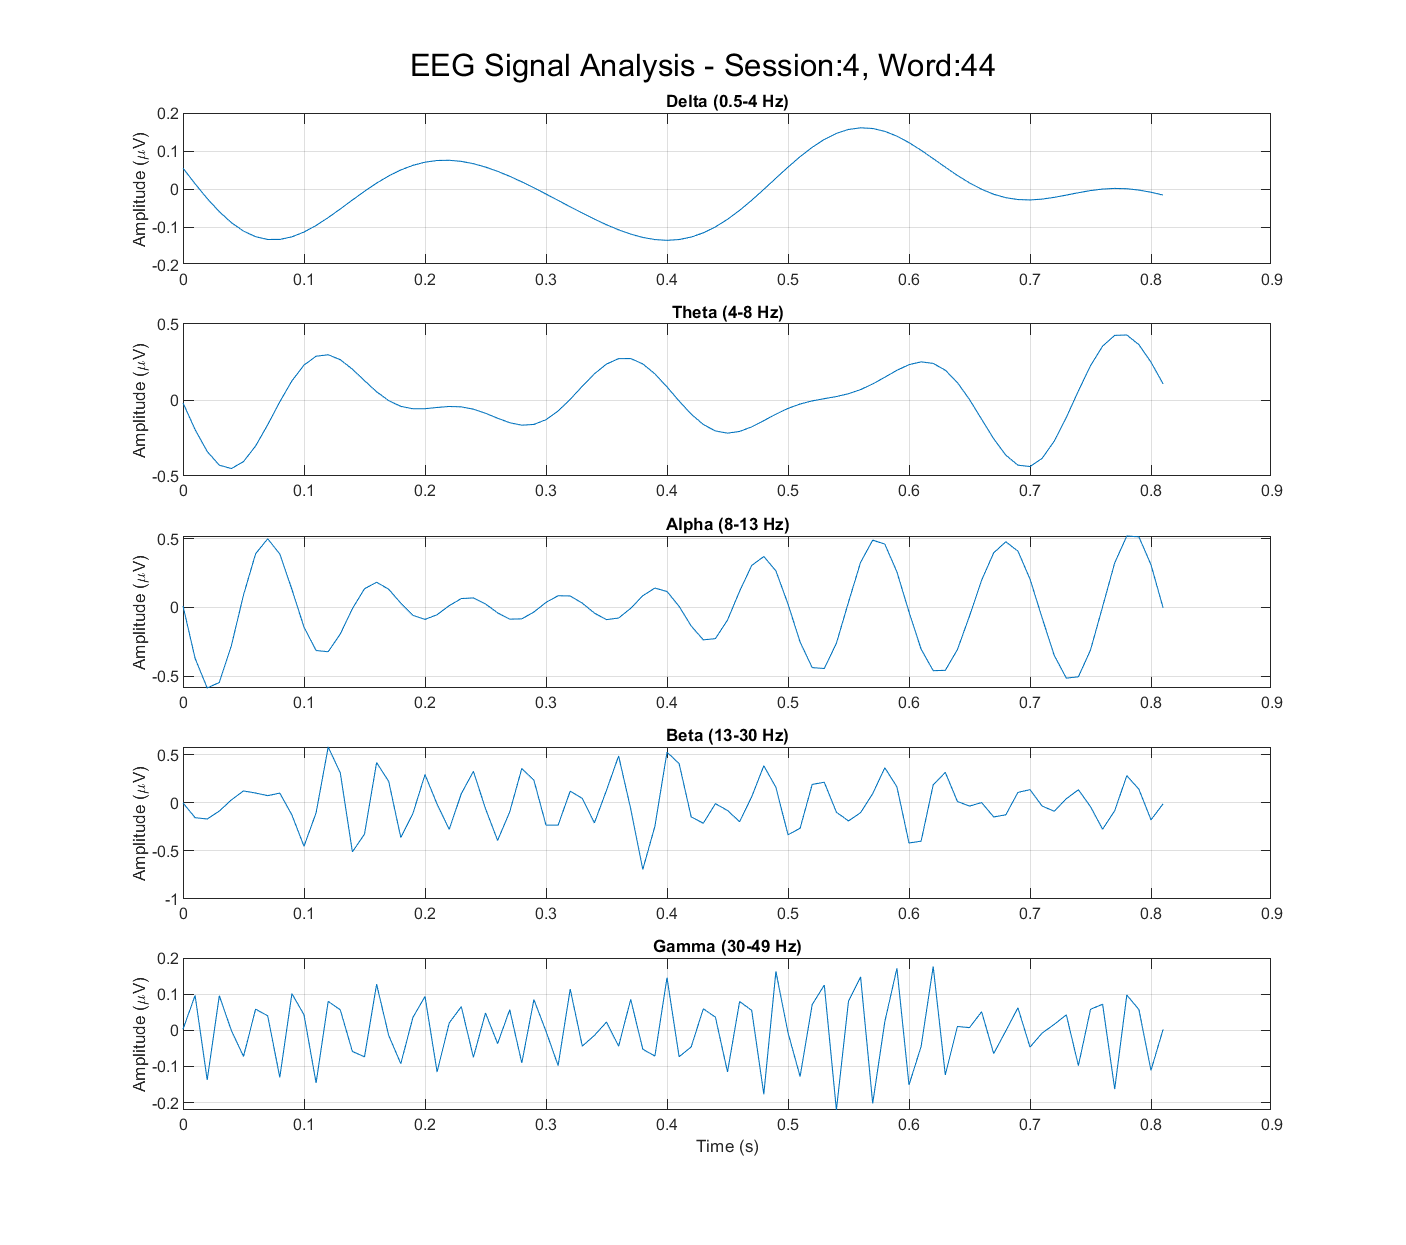 EEG Signal Analysis - Session:4, Word:44
Delta (0.5-4 Hz)
Amplitude (μV)
0.2
0.1
0
-0.1
-0.2
0 0.1 0.2 0.3 0.4 0.5 0.6 0.7 0.8 0.9
Theta (4-8 Hz)
Amplitude (μV)
0.5
0
-0.5
0 0.1 0.2 0.3 0.4 0.5 0.6 0.7 0.8 0.9
Alpha (8-13 Hz)
Amplitude (μV)
0.5
0
-0.5
0 0.1 0.2 0.3 0.4 0.5 0.6 0.7 0.8 0.9
Beta (13-30 Hz)
Amplitude (μV)
0.5
0
-0.5
-1
0 0.1 0.2 0.3 0.4 0.5 0.6 0.7 0.8 0.9
Gamma (30-49 Hz)
Amplitude (μV)
0.2
0.1
0
-0.1
-0.2
0 0.1 0.2 0.3 0.4 0.5 0.6 0.7 0.8 0.9
Time (s)